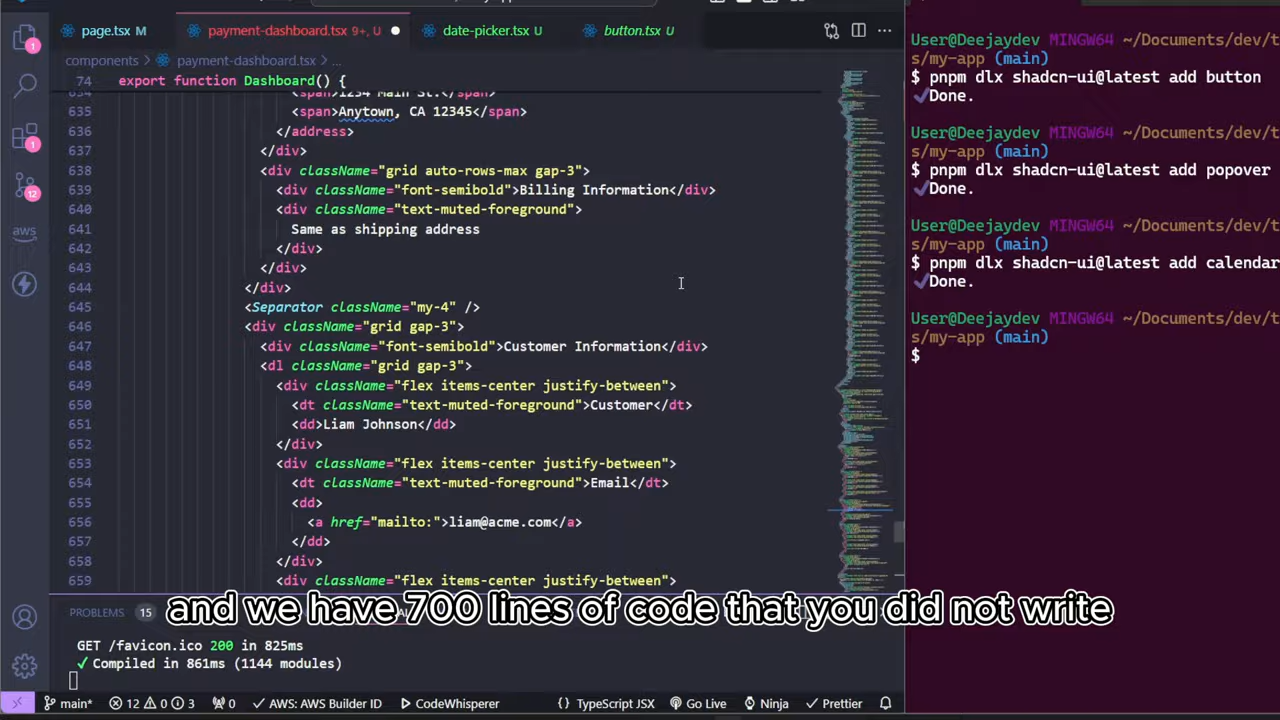 page.tsx M
payment-dashboard.tsx 9+, U
date-picker.tsx U
button.tsx U
components > payment-dashboard.tsx > ...
74 export function Dashboard() {
634 <span>1234 Main St.</span>
635 <span>Anytown, CA 12345</span>
636 </address>
637 </div>
638 <div className="grid auto-rows-max gap-3">
639 <div className="font-semibold">Billing Information</div>
640 <div className="text-muted-foreground">
641 Same as shipping address
642 </div>
643 </div>
644 </div>
645 <Separator className="my-4" />
646 <div className="grid gap-3">
647 <div className="font-semibold">Customer Information</div>
648 <dl className="grid gap-3">
649 <div className="flex items-center justify-between">
650 <dt className="text-muted-foreground">Customer</dt>
651 <dd>Liam Johnson</dd>
652 </div>
653 <div className="flex items-center justify-between">
654 <dt className="text-muted-foreground">Email</dt>
655 <dd>
656 <a href="mailto:">liam@acme.com</a>
657 </dd>
658 </div>
659 <div className="flex items-center justify-between">
and we have 700 lines of code that you did not write
PROBLEMS 15
GET /favicon.ico 200 in 825ms
✓ Compiled in 861ms (1144 modules)
main* 12 0 3 0 AWS: AWS Builder ID CodeWhisperer { } TypeScript JSX Go Live Ninja Prettier
1
1
12
aws
User@Deejaydev MINGW64 ~/Documents/dev/t
s/my-app (main)
$ pnpm dlx shadcn-ui@latest add button
✓Done.
User@Deejaydev MINGW64 ~/Documents/dev/t
s/my-app (main)
$ pnpm dlx shadcn-ui@latest add popover
✓Done.
User@Deejaydev MINGW64 ~/Documents/dev/t
s/my-app (main)
$ pnpm dlx shadcn-ui@latest add calendar
✓Done.
User@Deejaydev MINGW64 ~/Documents/dev/t
s/my-app (main)
$